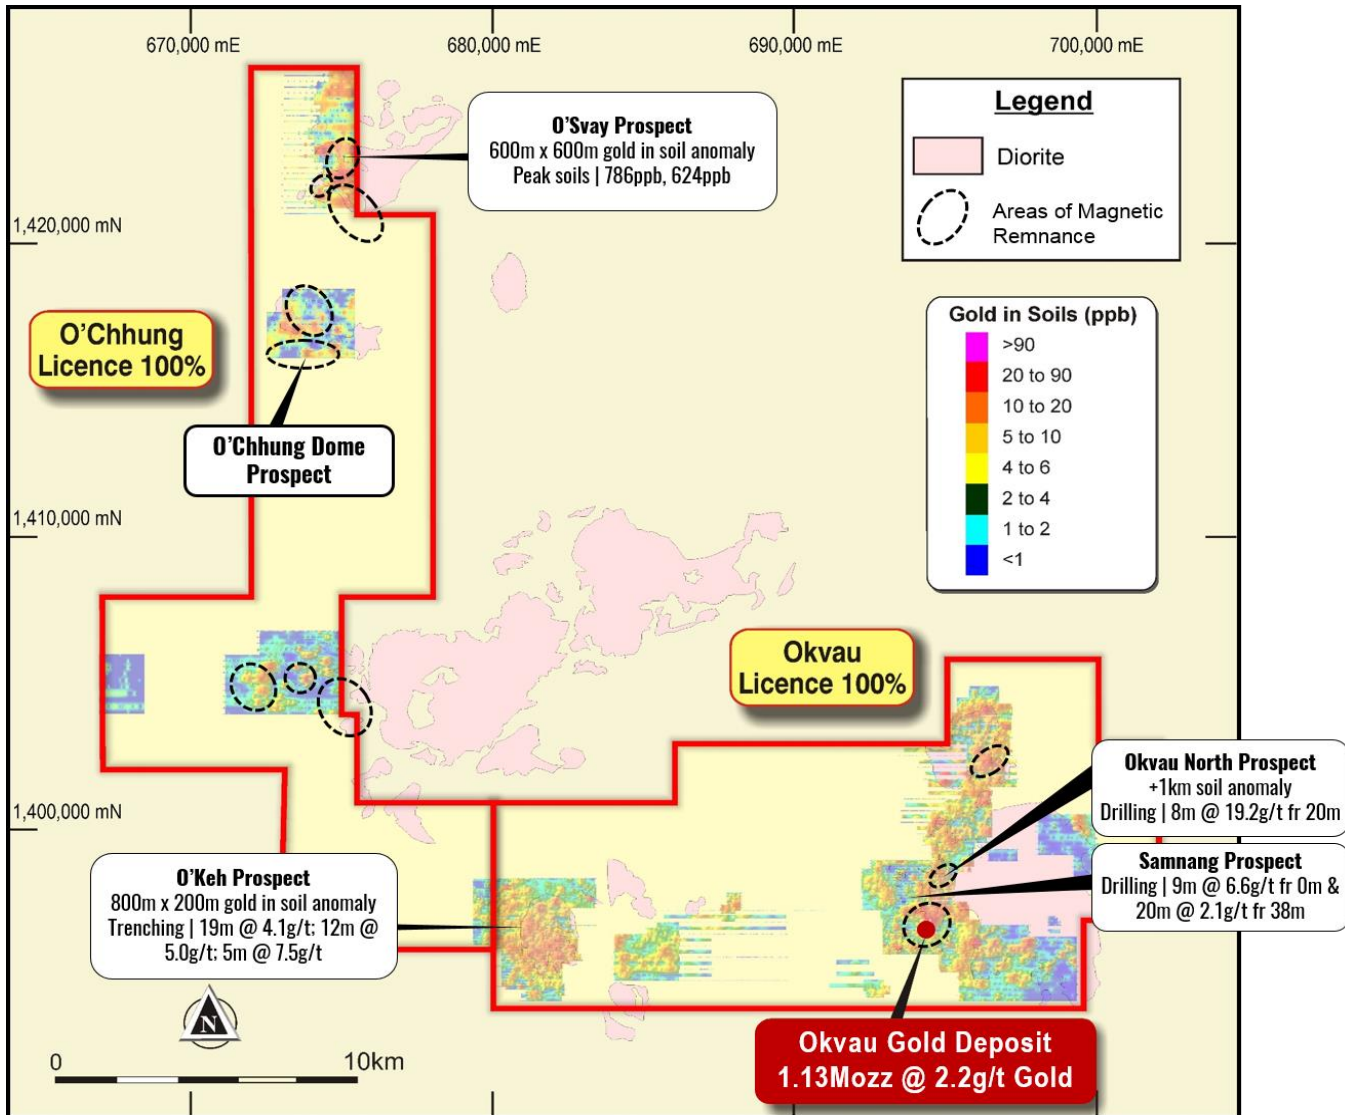 670,000 mE
680,000 mE
690,000 mE
700,000 mE
1,420,000 mN
1,410,000 mN
1,400,000 mN
O'Svay Prospect
600m x 600m gold in soil anomaly
Peak soils | 786ppb, 624ppb
Legend
Diorite
Areas of Magnetic
Remnance
Gold in Soils (ppb)
>90
20 to 90
10 to 20
5 to 10
4 to 6
2 to 4
1 to 2
<1
O'Chhung
Licence 100%
O'Chhung Dome
Prospect
Okvau
Licence 100%
Okvau North Prospect
+1km soil anomaly
Drilling | 8m @ 19.2g/t fr 20m
Samnang Prospect
Drilling | 9m @ 6.6g/t fr 0m &
20m @ 2.1g/t fr 38m
O'Keh Prospect
800m x 200m gold in soil anomaly
Trenching | 19m @ 4.1g/t; 12m @
5.0g/t; 5m @ 7.5g/t
N
0 10km
Okvau Gold Deposit
1.13Mozz @ 2.2g/t Gold